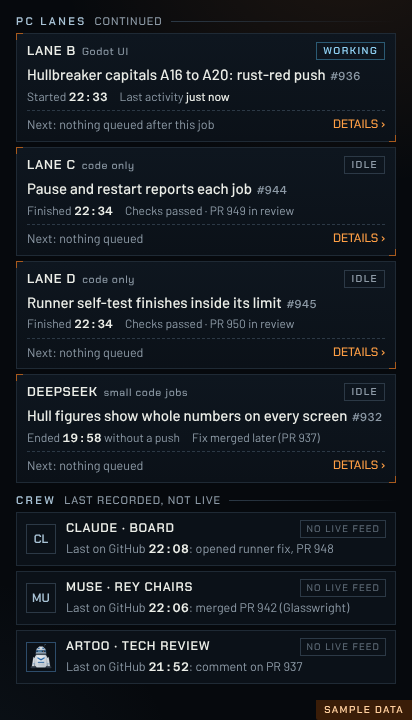 PC LANES CONTINUED
LANE B Godot UI WORKING
Hullbreaker capitals A16 to A20: rust-red push #936
Started 22:33 Last activity just now
Next: nothing queued after this job DETAILS ›
LANE C code only IDLE
Pause and restart reports each job #944
Finished 22:34 Checks passed · PR 949 in review
Next: nothing queued DETAILS ›
LANE D code only IDLE
Runner self-test finishes inside its limit #945
Finished 22:34 Checks passed · PR 950 in review
Next: nothing queued DETAILS ›
DEEPSEEK small code jobs IDLE
Hull figures show whole numbers on every screen #932
Ended 19:58 without a push Fix merged later (PR 937)
Next: nothing queued DETAILS ›
CREW LAST RECORDED, NOT LIVE
CL CLAUDE · BOARD NO LIVE FEED
Last on GitHub 22:08: opened runner fix, PR 948
MU MUSE · REY CHAIRS NO LIVE FEED
Last on GitHub 22:06: merged PR 942 (Glasswright)
ARTOO · TECH REVIEW NO LIVE FEED
Last on GitHub 21:52: comment on PR 937
SAMPLE DATA